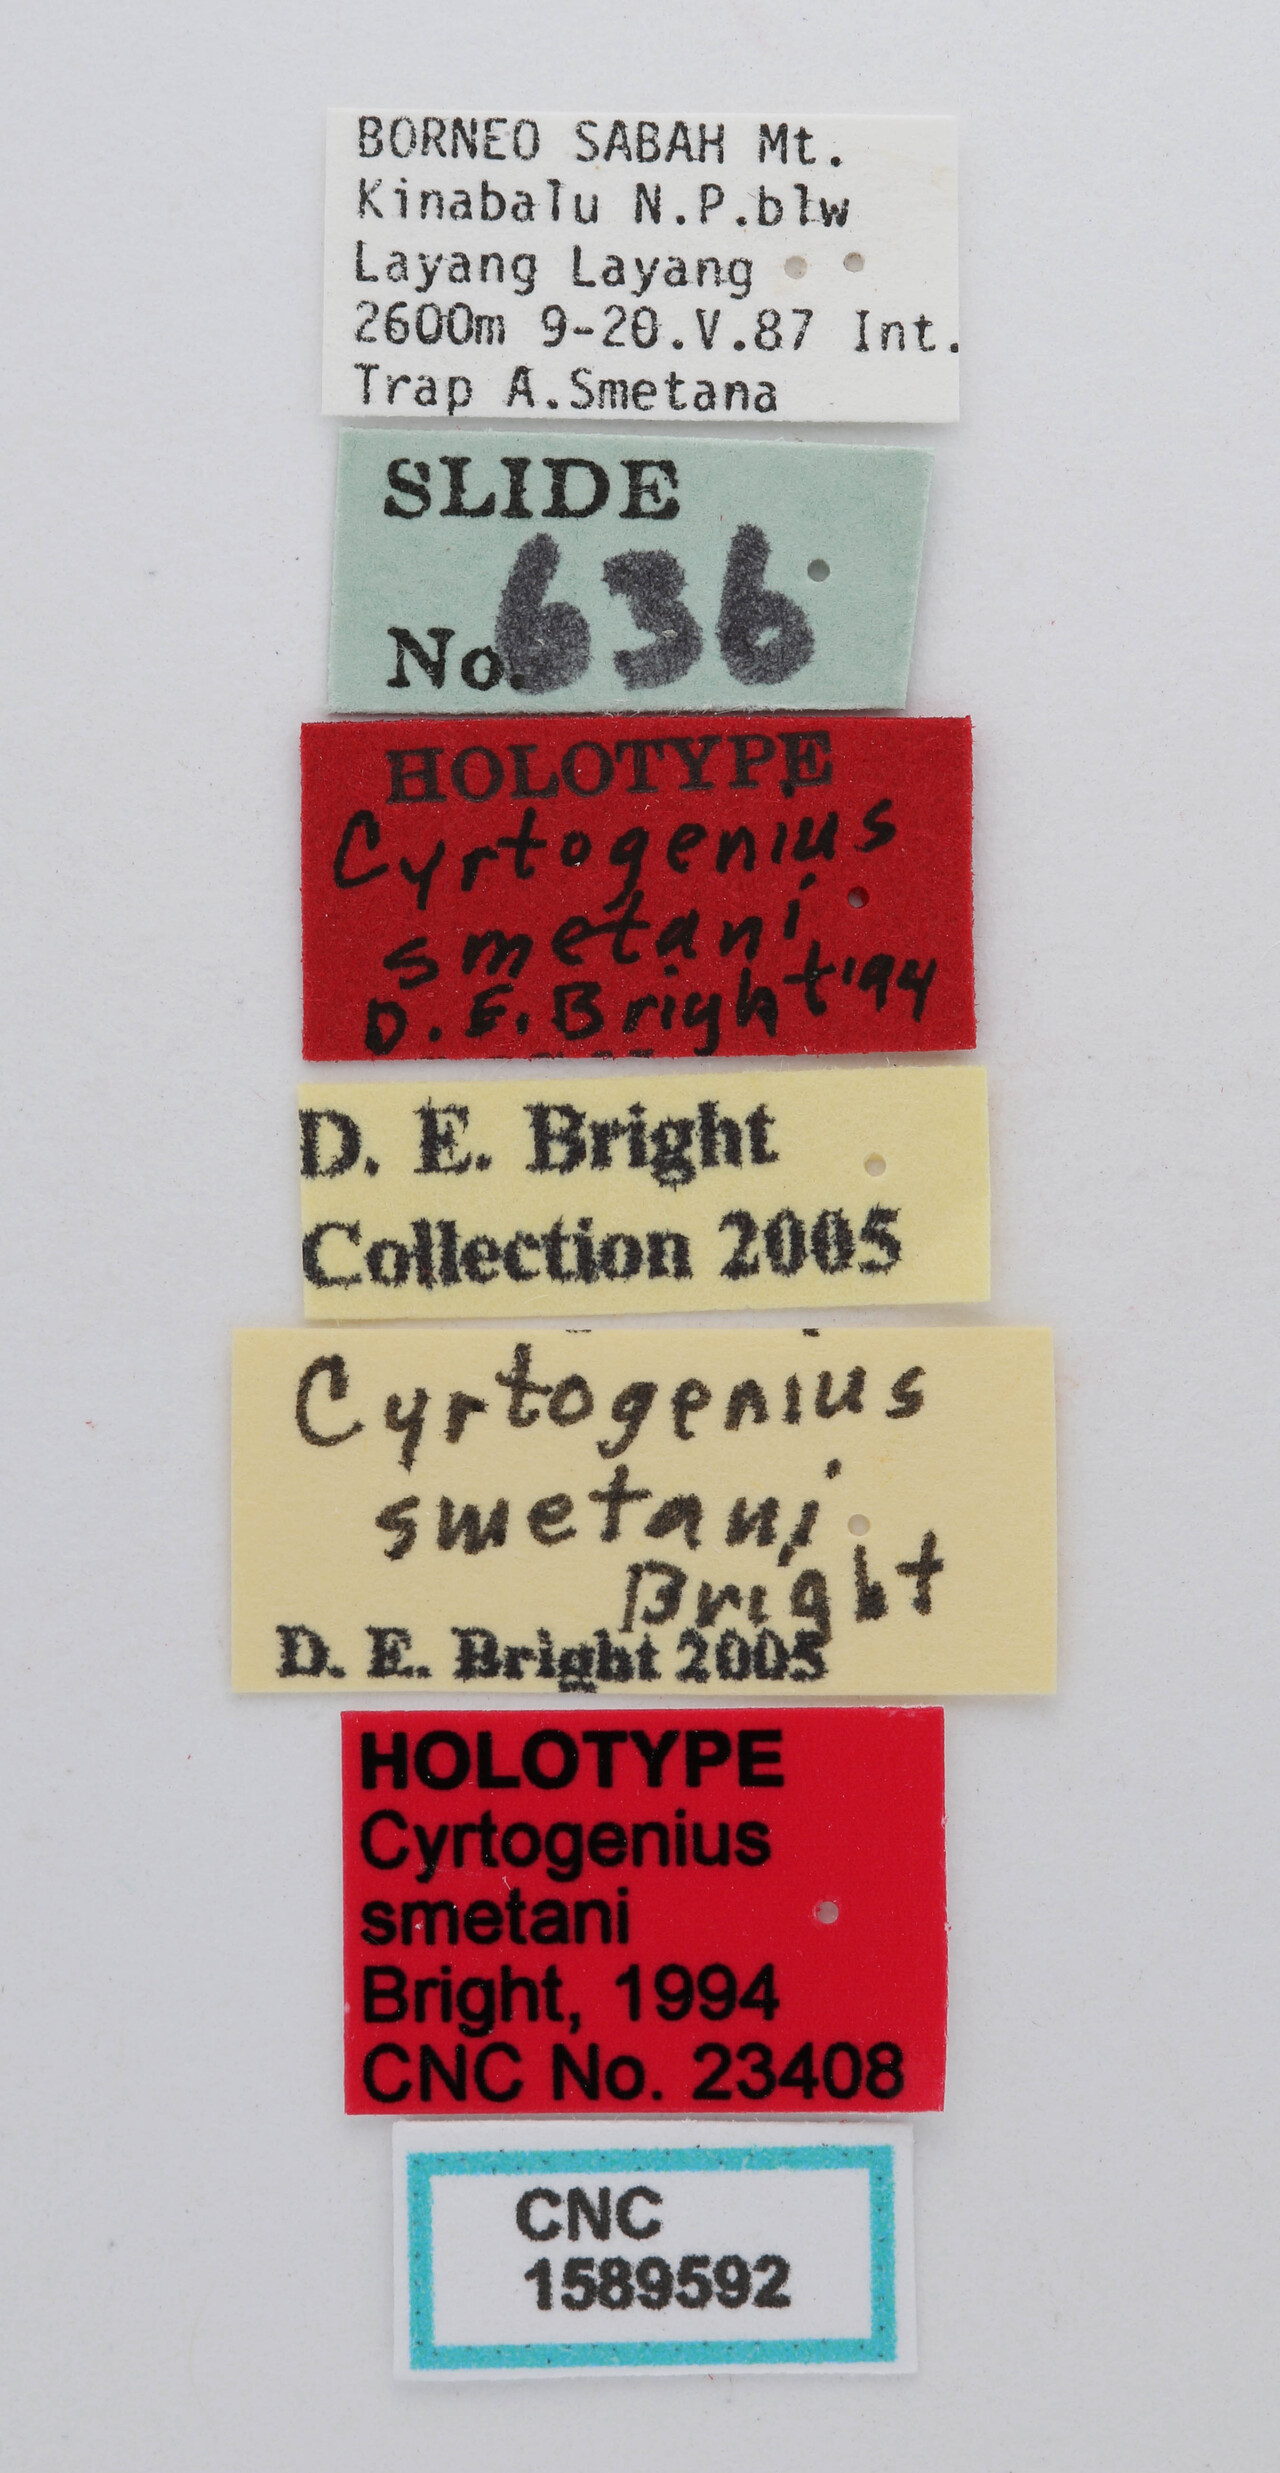 BORNEO SABAH Mt.
Kinabalu N.P.blw
Layang Layang
2600m 9-20.V.87 Int.
Trap A.Smetana
SLIDE
No. 636
HOLOTYPE
Cyrtogenius
smetani
D.E.Bright '94
D. E. Bright
Collection 2005
Cyrtogenius
smetani
Bright
D. E. Bright 2005
HOLOTYPE
Cyrtogenius
smetani
Bright, 1994
CNC No. 23408
CNC
1589592